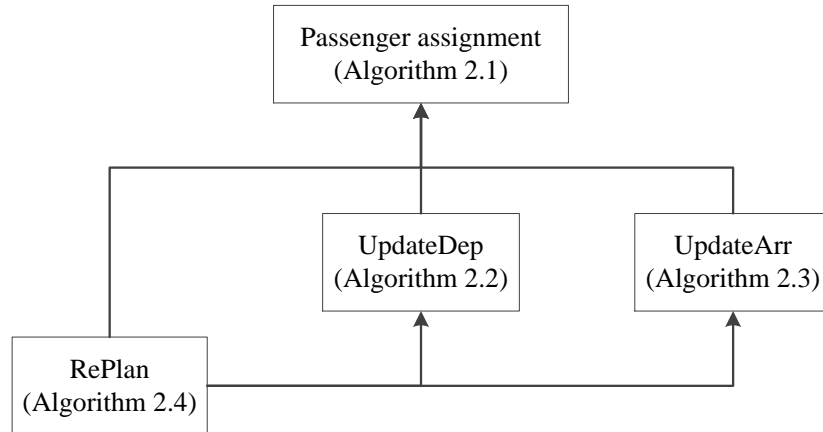 Passenger assignment
(Algorithm 2.1)
UpdateDep
(Algorithm 2.2)
UpdateArr
(Algorithm 2.3)
RePlan
(Algorithm 2.4)